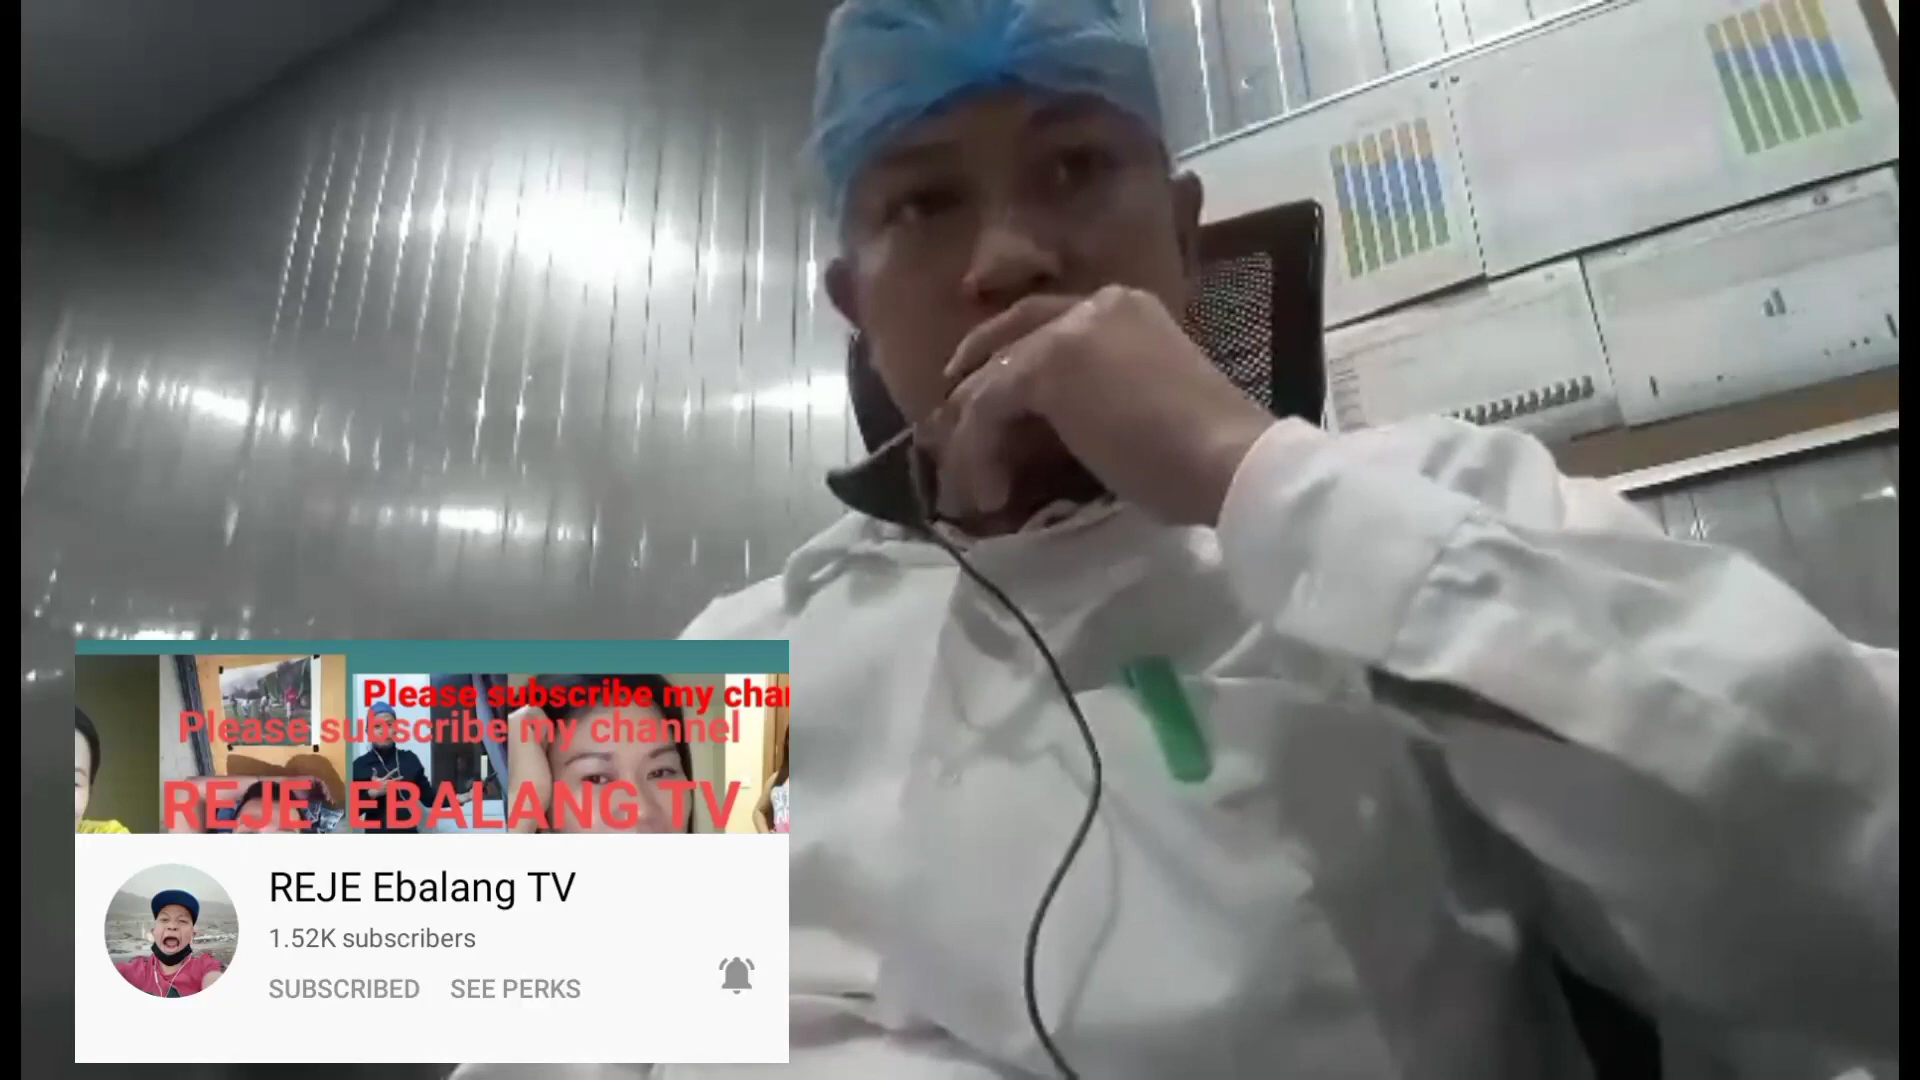 Please subscribe my chan
Please subscribe my channel
REJE EBALANG TV
REJE Ebalang TV
1.52K subscribers
SUBSCRIBED SEE PERKS